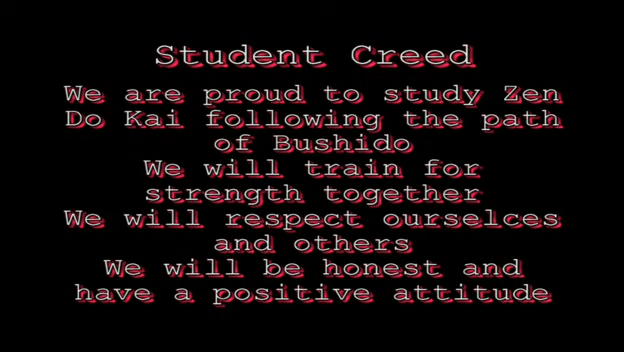 Student Creed
We are proud to study Zen
Do Kai following the path
of Bushido
We will train for
strength together
We will respect ourselces
and others
We will be honest and
have a positive attitude